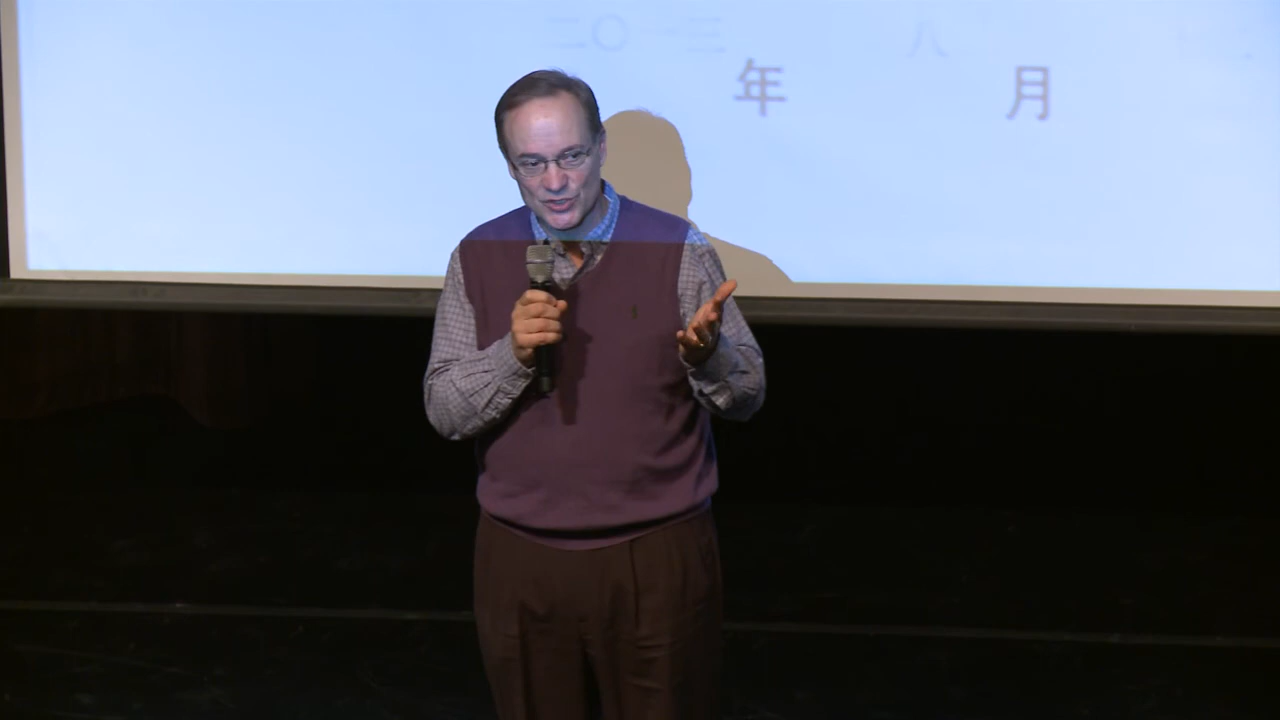 二〇一三 八
年 月